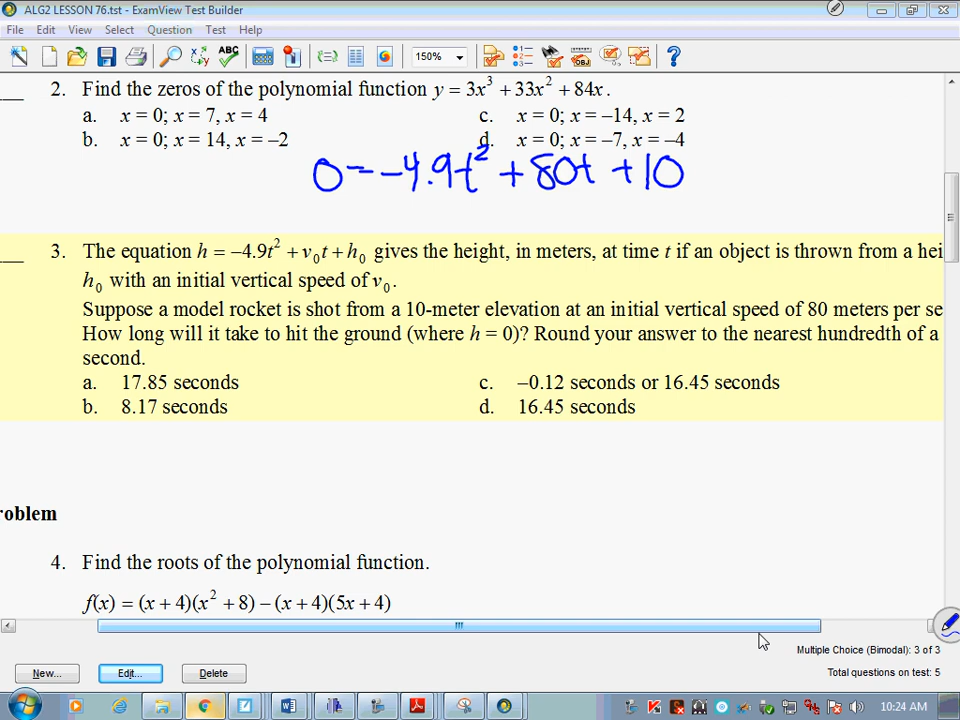 ALG2 LESSON 76.tst - ExamView Test Builder
File Edit View Select Question Test Help
150%
2. Find the zeros of the polynomial function y = 3x³ + 33x² + 84x.
a. x = 0; x = 7, x = 4
c. x = 0; x = –14, x = 2
b. x = 0; x = 14, x = –2
d. x = 0; x = –7, x = –4
0 = -4.9t² + 80t + 10
3. The equation h = –4.9t² + v₀t + h₀ gives the height, in meters, at time t if an object is thrown from a hei
h₀ with an initial vertical speed of v₀.
Suppose a model rocket is shot from a 10-meter elevation at an initial vertical speed of 80 meters per se
How long will it take to hit the ground (where h = 0)? Round your answer to the nearest hundredth of a
second.
a. 17.85 seconds
c. –0.12 seconds or 16.45 seconds
b. 8.17 seconds
d. 16.45 seconds
roblem
4. Find the roots of the polynomial function.
f(x) = (x + 4)(x² + 8) – (x + 4)(5x + 4)
Multiple Choice (Bimodal): 3 of 3
New... Edit... Delete
Total questions on test: 5
10:24 AM